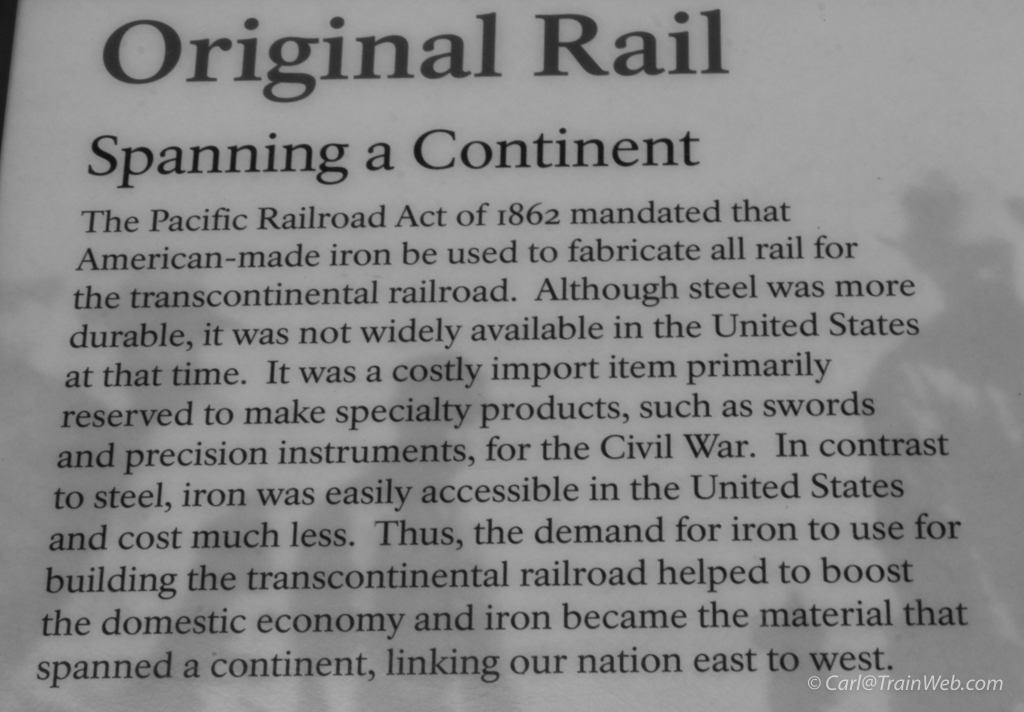 Original Rail
Spanning a Continent
The Pacific Railroad Act of 1862 mandated that
American-made iron be used to fabricate all rail for
the transcontinental railroad.  Although steel was more
durable, it was not widely available in the United States
at that time.  It was a costly import item primarily
reserved to make specialty products, such as swords
and precision instruments, for the Civil War.  In contrast
to steel, iron was easily accessible in the United States
and cost much less.  Thus, the demand for iron to use for
building the transcontinental railroad helped to boost
the domestic economy and iron became the material that
spanned a continent, linking our nation east to west.
© Carl@TrainWeb.com